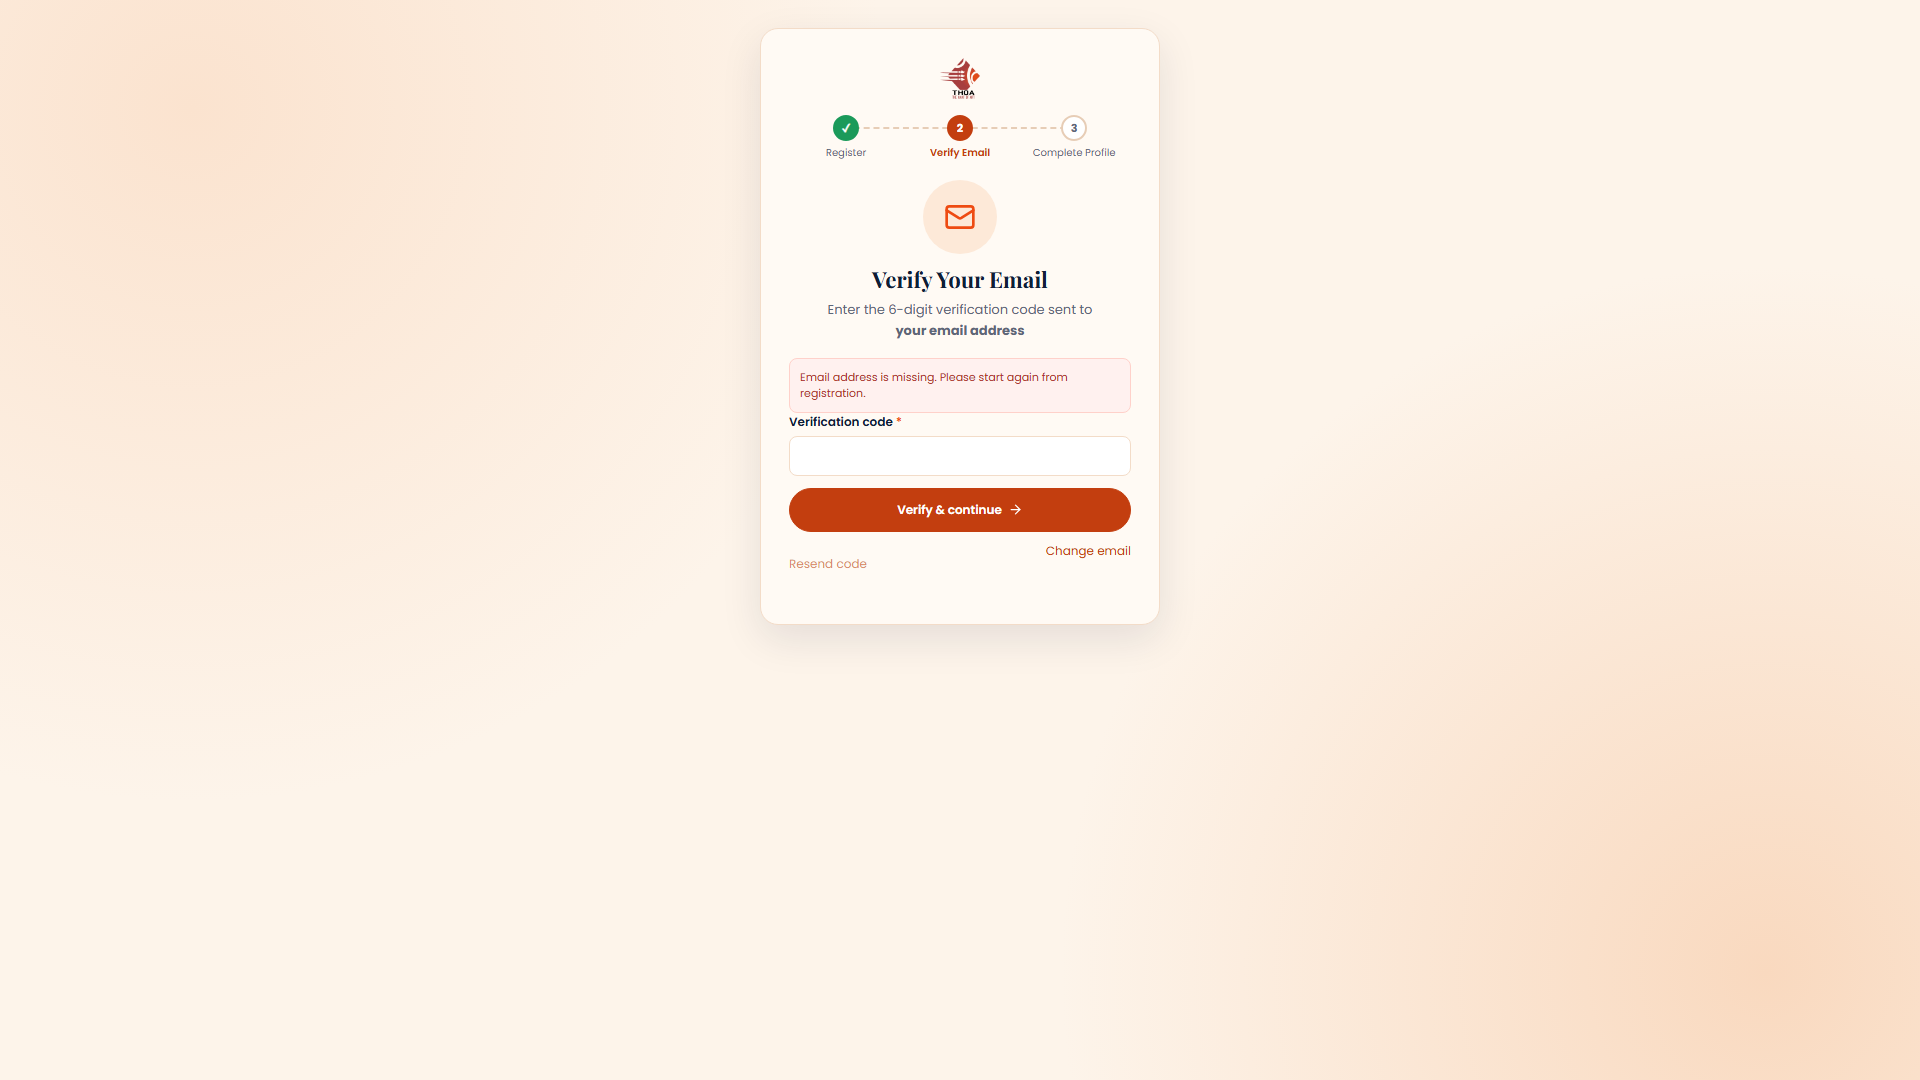 THOA
✓
2
3
Register
Verify Email
Complete Profile
Verify Your Email
Enter the 6-digit verification code sent to
your email address
Email address is missing. Please start again from
registration.
Verification code *
Verify & continue →
Change email
Resend code